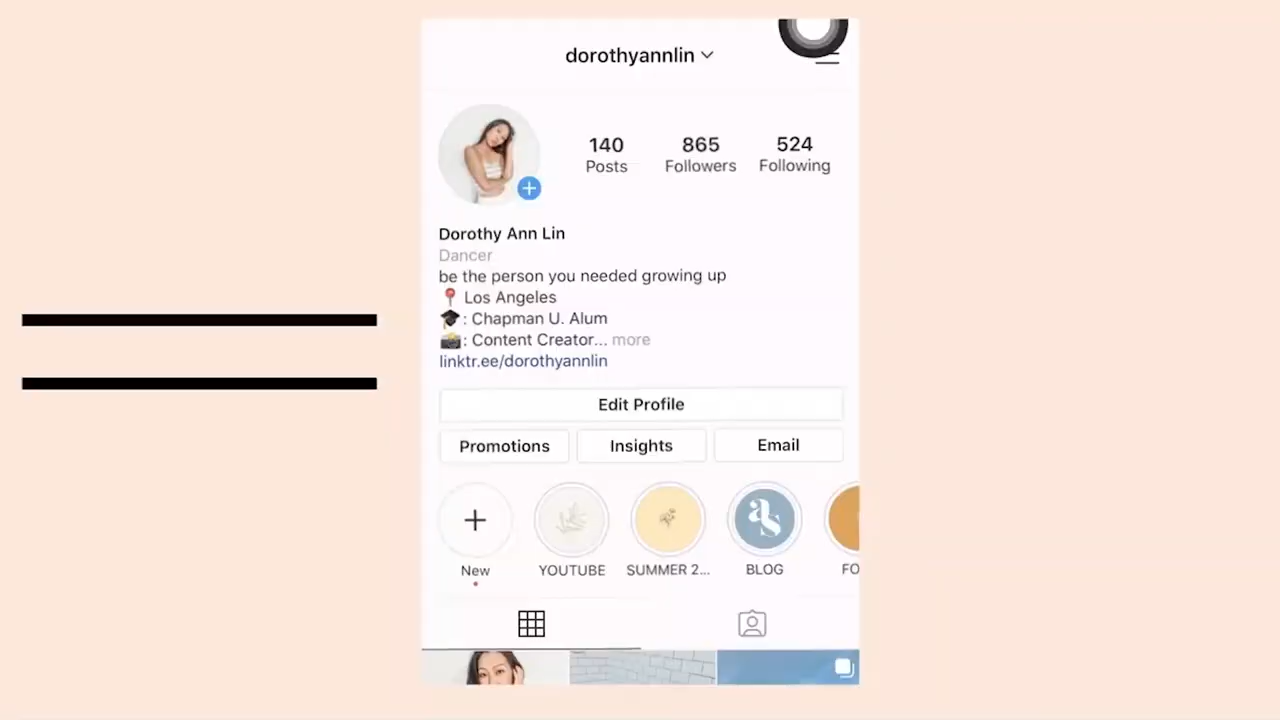 dorothyannlin
140 865 524
Posts Followers Following
Dorothy Ann Lin
Dancer
be the person you needed growing up
📍 Los Angeles
🎓: Chapman U. Alum
📸: Content Creator... more
linktr.ee/dorothyannlin
Edit Profile
Promotions Insights Email
New YOUTUBE SUMMER 2... BLOG FO